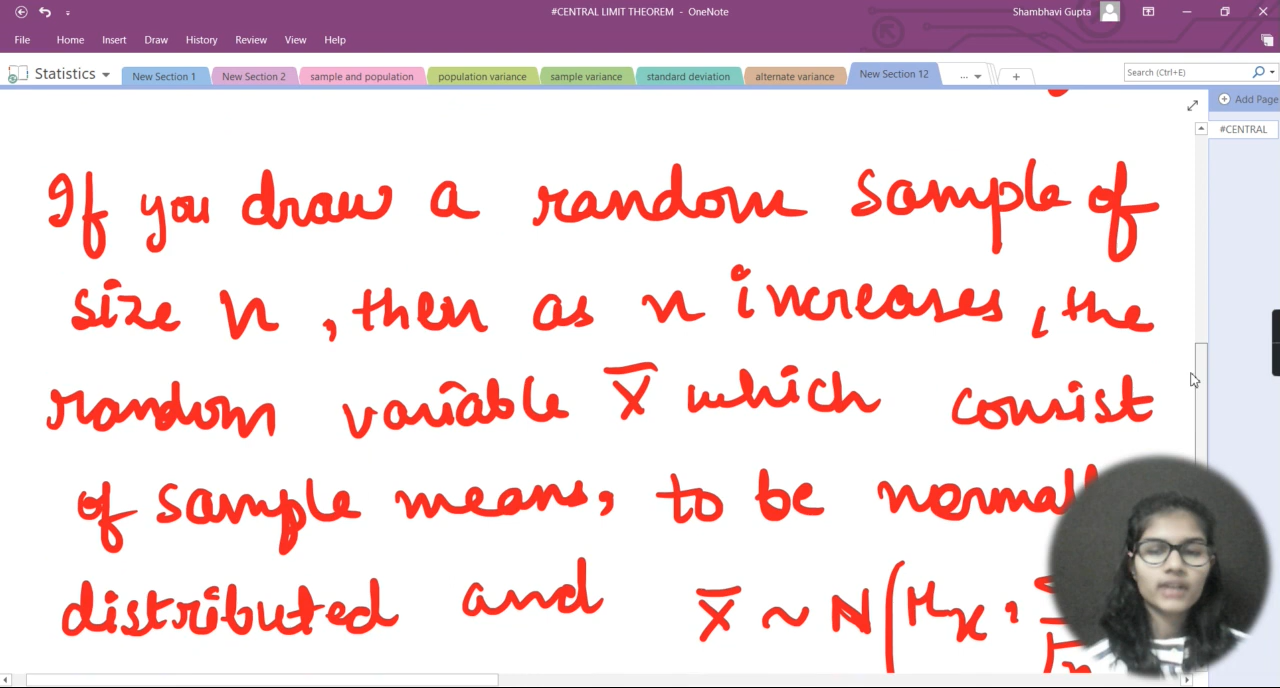 #CENTRAL LIMIT THEOREM - OneNote
Shambhavi Gupta
File Home Insert Draw History Review View Help
Statistics
New Section 1 New Section 2 sample and population population variance sample variance standard deviation alternate variance New Section 12 ... +
Search (Ctrl+E)
Add Page
#CENTRAL
If you draw a random sample of
size n, then as n increases, the
random variable X̅ which consist
of sample means, to be
distributed and X̅ ~ N(μx,